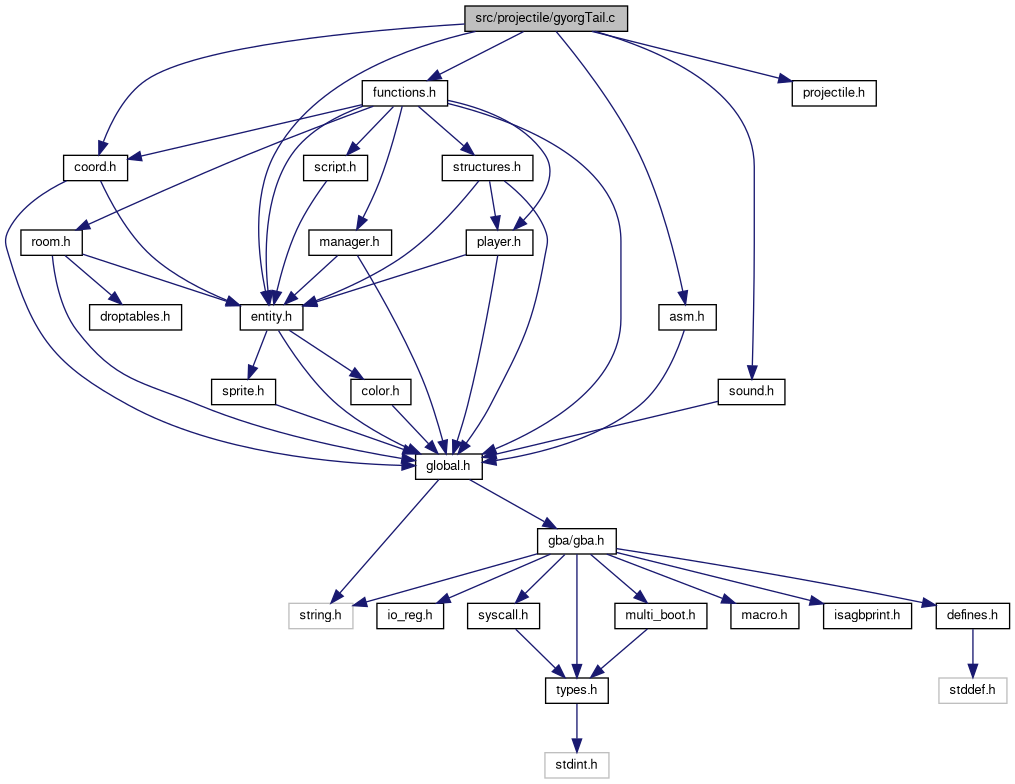 src/projectile/gyorgTail.c
functions.h
projectile.h
coord.h
script.h
structures.h
room.h
manager.h
player.h
droptables.h
entity.h
asm.h
sprite.h
color.h
sound.h
global.h
gba/gba.h
string.h
io_reg.h
syscall.h
multi_boot.h
macro.h
isagbprint.h
defines.h
types.h
stddef.h
stdint.h